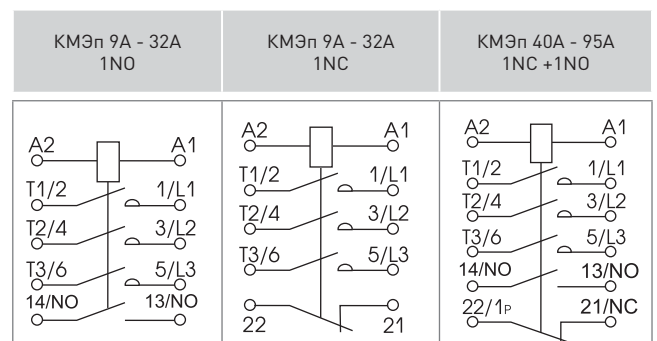 КМЭп 9А - 32А
1NO
КМЭп 9А - 32А
1NC
КМЭп 40А - 95А
1NC +1NO
A2 A1
T1/2 1/L1
T2/4 3/L2
T3/6 5/L3
14/NO 13/NO
A2 A1
T1/2 1/L1
T2/4 3/L2
T3/6 5/L3
22 21
A2 A1
T1/2 1/L1
T2/4 3/L2
T3/6 5/L3
14/NO 13/NO
22/1P 21/NC